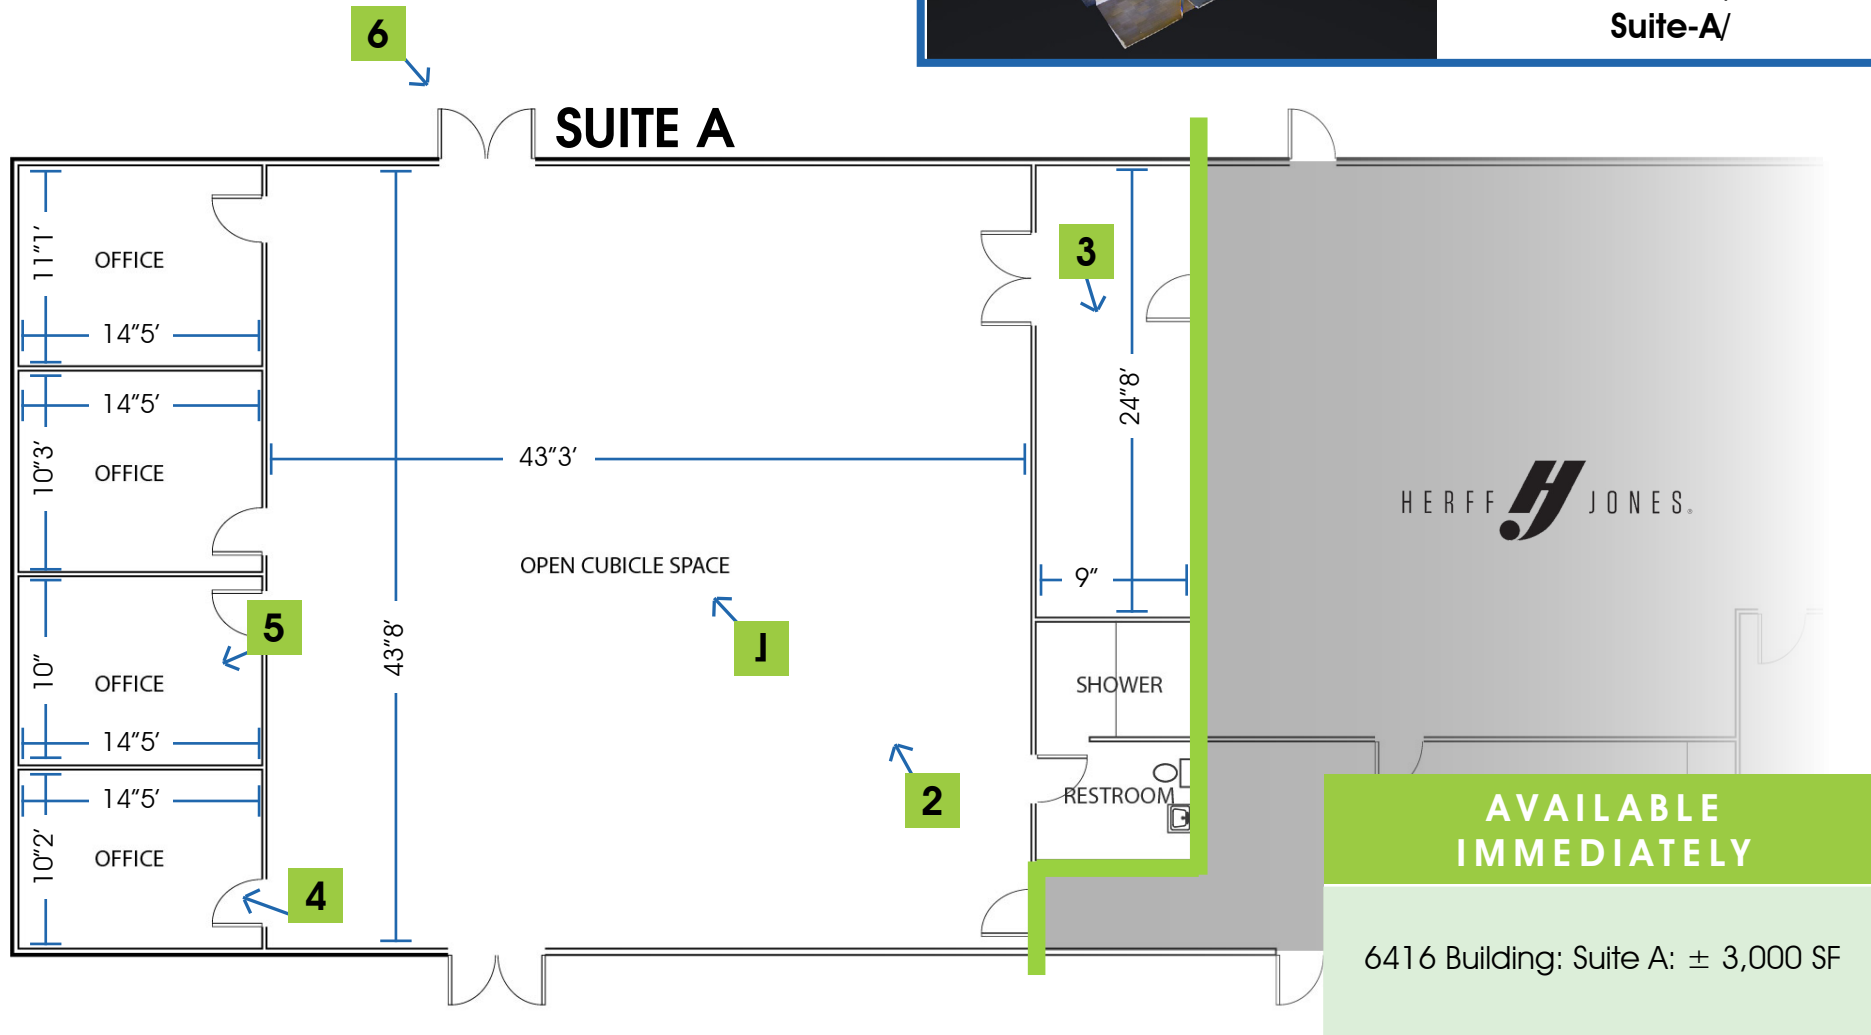 Suite-A/
6
SUITE A
11"1'
OFFICE
14"5'
3
14"5'
10"3'
OFFICE
43"3'
24"8'
HERFF JONES®
OPEN CUBICLE SPACE
9"
5
1
43"8'
10"
OFFICE
14"5'
SHOWER
2
RESTROOM
14"5'
10"2'
OFFICE
4
AVAILABLE
IMMEDIATELY
6416 Building: Suite A: ± 3,000 SF